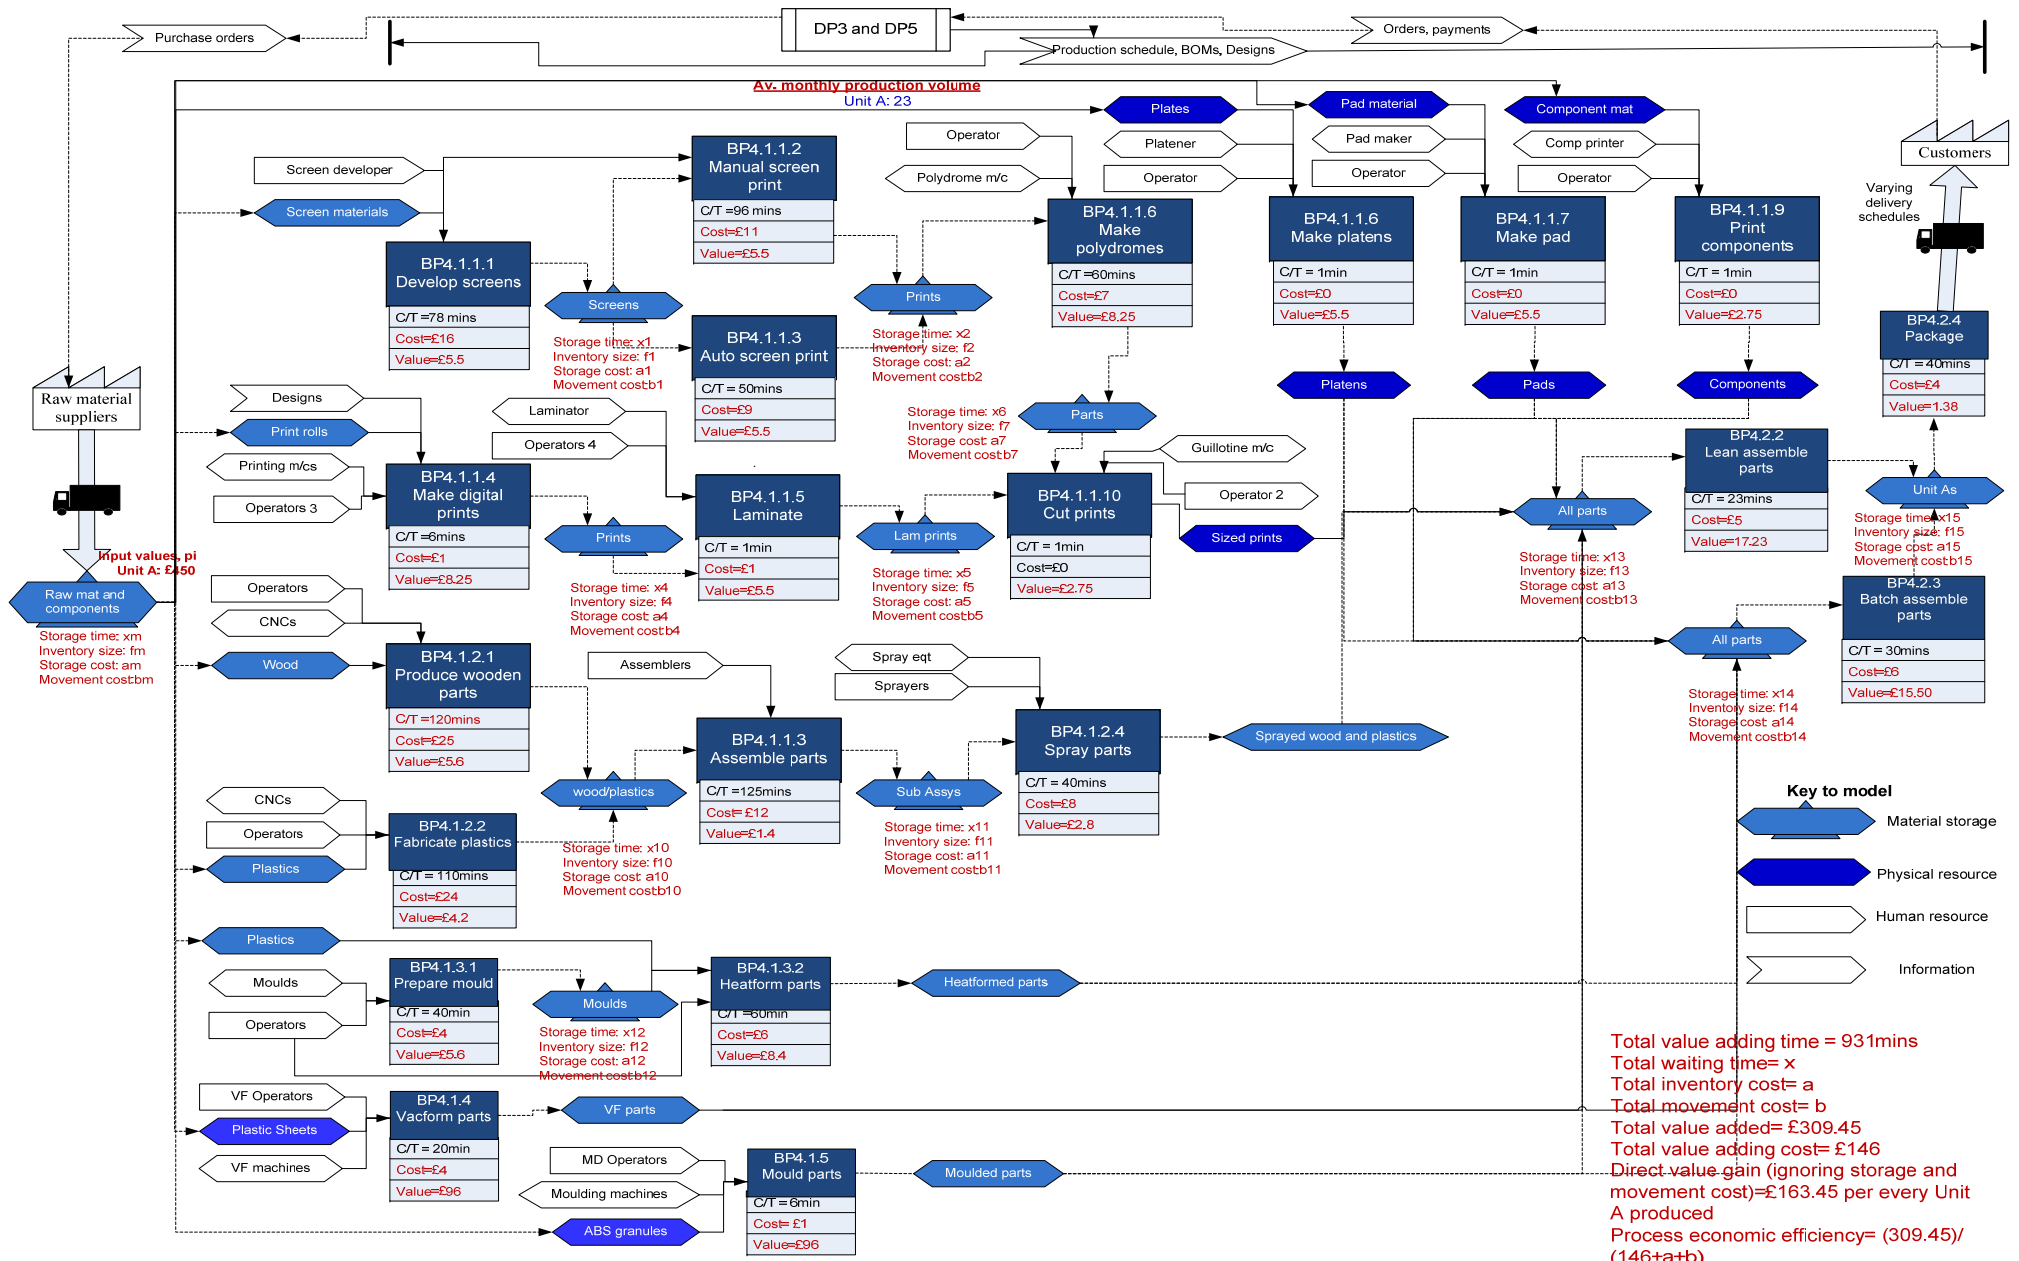 DP3 and DP5
Purchase orders
Orders, payments
Production schedule, BOMs, Designs
Av. monthly production volume
Unit A: 23
Plates
Platener
Operator
Pad material
Pad maker
Operator
Component mat
Comp printer
Operator
Customers
Varying
delivery
schedules
Operator
Polydrome m/c
Screen developer
Screen materials
BP4.1.1.1
Develop screens
C/T =78 mins
Cost=£16
Value=£5.5
Screens
Storage time: x1
Inventory size: f1
Storage cost: a1
Movement cost:b1
BP4.1.1.2
Manual screen
print
C/T =96 mins
Cost=£11
Value=£5.5
BP4.1.1.3
Auto screen print
C/T = 50mins
Cost=£9
Value=£5.5
Prints
Storage time: x2
Inventory size: f2
Storage cost: a2
Movement cost:b2
BP4.1.1.6
Make
polydromes
C/T =60mins
Cost=£7
Value=£8.25
BP4.1.1.6
Make platens
C/T = 1min
Cost=£0
Value=£5.5
BP4.1.1.7
Make pad
C/T = 1min
Cost=£0
Value=£5.5
BP4.1.1.9
Print
components
C/T = 1min
Cost=£0
Value=£2.75
BP4.2.4
Package
C/T = 40mins
Cost=£4
Value=1.38
Platens
Pads
Components
Parts
Storage time: x6
Inventory size: f7
Storage cost: a7
Movement cost:b7
Raw material
suppliers
Input values, pi
Unit A: £450
Raw mat and
components
Storage time: xm
Inventory size: fm
Storage cost: am
Movement cost:bm
Designs
Print rolls
Printing m/cs
Operators 3
BP4.1.1.4
Make digital
prints
C/T =6mins
Cost=£1
Value=£8.25
Laminator
Operators 4
Prints
Storage time: x4
Inventory size: f4
Storage cost: a4
Movement cost:b4
BP4.1.1.5
Laminate
C/T = 1min
Cost=£1
Value=£5.5
Lam prints
Storage time: x5
Inventory size: f5
Storage cost: a5
Movement cost:b5
BP4.1.1.10
Cut prints
C/T = 1min
Cost=£0
Value=£2.75
Guillotine m/c
Operator 2
Sized prints
All parts
Storage time: x13
Inventory size: f13
Storage cost: a13
Movement cost:b13
BP4.2.2
Lean assemble
parts
C/T = 23mins
Cost=£5
Value=17.23
Unit As
Storage time: x15
Inventory size: f15
Storage cost: a15
Movement cost:b15
BP4.2.3
Batch assemble
parts
C/T = 30mins
Cost=£6
Value=£15.50
All parts
Storage time: x14
Inventory size: f14
Storage cost: a14
Movement cost:b14
Operators
CNCs
Wood
BP4.1.2.1
Produce wooden
parts
C/T =120mins
Cost=£25
Value=£5.6
Assemblers
wood/plastics
Storage time: x10
Inventory size: f10
Storage cost: a10
Movement cost:b10
BP4.1.1.3
Assemble parts
C/T =125mins
Cost= £12
Value=£1.4
Spray eqt
Sprayers
Sub Assys
Storage time: x11
Inventory size: f11
Storage cost: a11
Movement cost:b11
BP4.1.2.4
Spray parts
C/T = 40mins
Cost=£8
Value=£2.8
Sprayed wood and plastics
CNCs
Operators
Plastics
BP4.1.2.2
Fabricate plastics
C/T = 110mins
Cost=£24
Value=£4.2
Plastics
Moulds
Operators
BP4.1.3.1
Prepare mould
C/T = 40min
Cost=£4
Value=£5.6
Moulds
Storage time: x12
Inventory size: f12
Storage cost: a12
Movement cost:b12
BP4.1.3.2
Heatform parts
C/T =60min
Cost=£6
Value=£8.4
Heatformed parts
VF Operators
Plastic Sheets
VF machines
BP4.1.4
Vacform parts
C/T = 20min
Cost=£4
Value=£96
VF parts
MD Operators
Moulding machines
ABS granules
BP4.1.5
Mould parts
C/T = 6min
Cost= £1
Value=£96
Moulded parts
Key to model
Material storage
Physical resource
Human resource
Information
Total value adding time = 931mins
Total waiting time= x
Total inventory cost= a
Total movement cost= b
Total value added= £309.45
Total value adding cost= £146
Direct value gain (ignoring storage and
movement cost)=£163.45 per every Unit
A produced
Process economic efficiency= (309.45)/
(146+a+b)